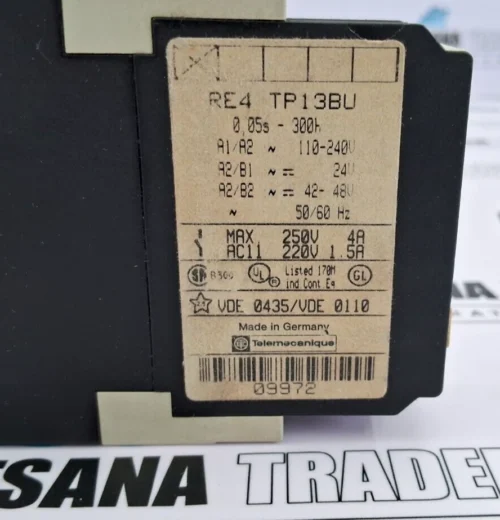 RE4 TP13BU
0,05s - 300h
A1/A2 ~ 110-240V
A2/B1 ~ ⎓ 24V
A2/B2 ~ ⎓ 42- 48V
~ 50/60 Hz
MAX 250V 4A
AC11 220V 1.5A
SA UL Listed 170M GL
Ind Cont Eq
VDE 0435/VDE 0110
Made in Germany
Telemecanique
09972
SANA TRADE